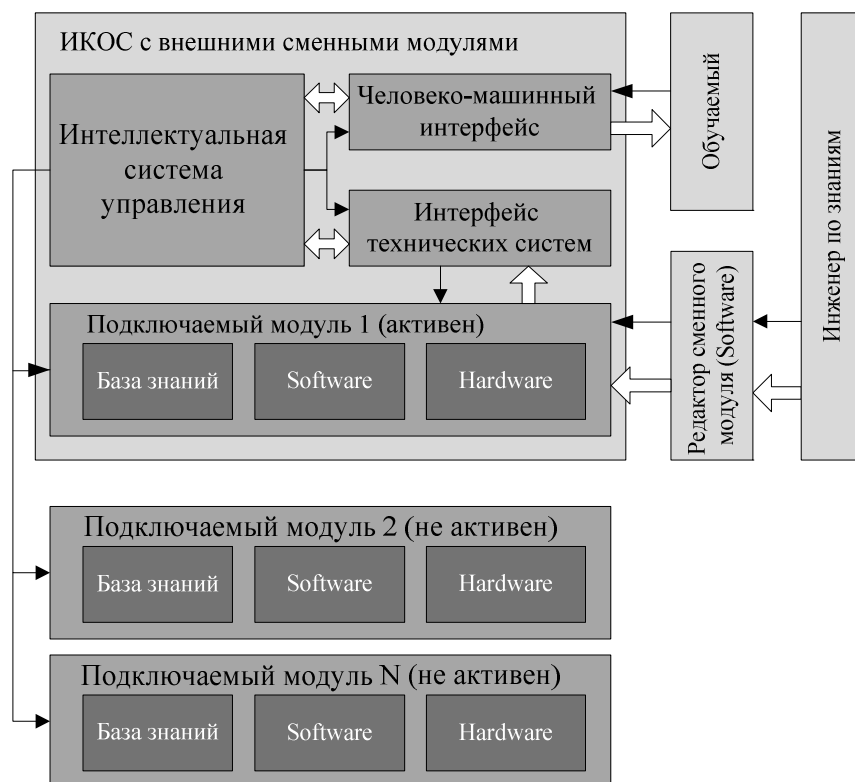 ИКОС с внешними сменными модулями
Интеллектуальная
система
управления
Человеко-машинный
интерфейс
Интерфейс
технических систем
Обучаемый
Инженер по знаниям
Редактор сменного
модуля (Software)
Подключаемый модуль 1 (активен)
База знаний
Software
Hardware
Подключаемый модуль 2 (не активен)
База знаний
Software
Hardware
Подключаемый модуль N (не активен)
База знаний
Software
Hardware